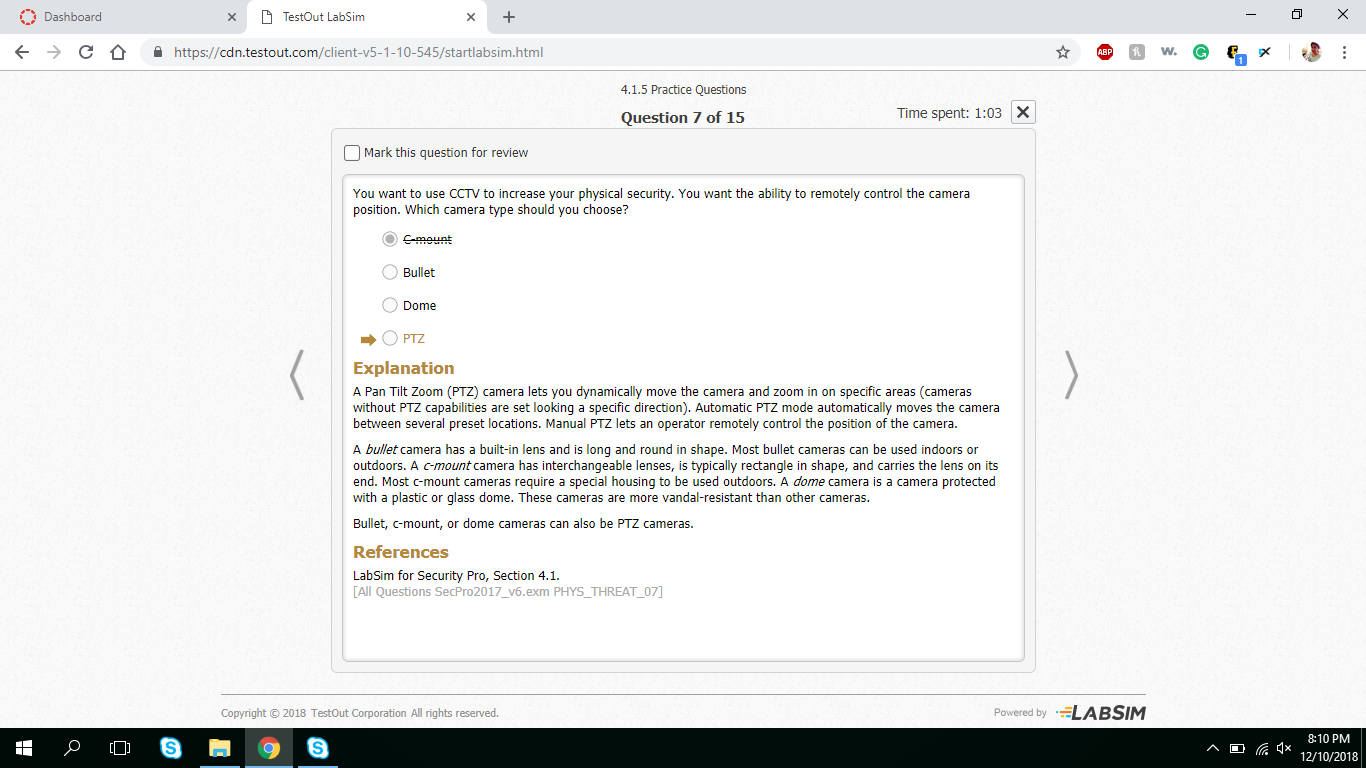 Dashboard
TestOut LabSim
https://cdn.testout.com/client-v5-1-10-545/startlabsim.html
ABP
w.
1
4.1.5 Practice Questions
Question 7 of 15
Time spent: 1:03
Mark this question for review
You want to use CCTV to increase your physical security. You want the ability to remotely control the camera
position. Which camera type should you choose?
C-mount
Bullet
Dome
PTZ
Explanation
A Pan Tilt Zoom (PTZ) camera lets you dynamically move the camera and zoom in on specific areas (cameras
without PTZ capabilities are set looking a specific direction). Automatic PTZ mode automatically moves the camera
between several preset locations. Manual PTZ lets an operator remotely control the position of the camera.
A bullet camera has a built-in lens and is long and round in shape. Most bullet cameras can be used indoors or
outdoors. A c-mount camera has interchangeable lenses, is typically rectangle in shape, and carries the lens on its
end. Most c-mount cameras require a special housing to be used outdoors. A dome camera is a camera protected
with a plastic or glass dome. These cameras are more vandal-resistant than other cameras.
Bullet, c-mount, or dome cameras can also be PTZ cameras.
References
LabSim for Security Pro, Section 4.1.
[All Questions SecPro2017_v6.exm PHYS_THREAT_07]
Copyright © 2018 TestOut Corporation All rights reserved.
Powered by LABSIM
8:10 PM
12/10/2018